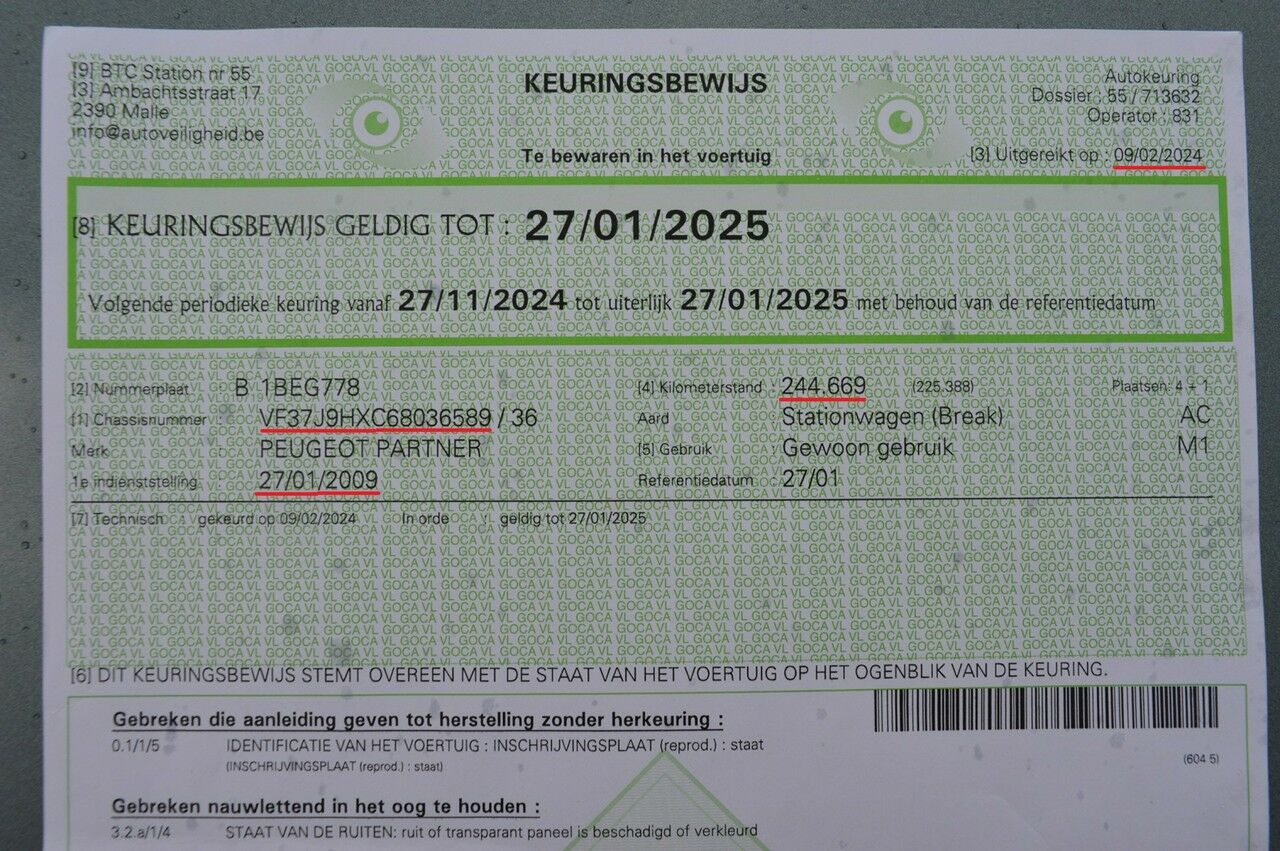 [9] BTC Station nr 55
[3] Ambachtsstraat 17
2390 Malle
info@autoveiligheid.be
KEURINGSBEWIJS
Te bewaren in het voertuig
Autokeuring
Dossier : 55 / 713632
Operator : 831
[3] Uitgereikt op : 09/02/2024
[8] KEURINGSBEWIJS GELDIG TOT : 27/01/2025
Volgende periodieke keuring vanaf 27/11/2024 tot uiterlijk 27/01/2025 met behoud van de referentiedatum
[2] Nummerplaat : B 1BEG778
[4] Kilometerstand : 244.669 (225.388) Plaatsen: 4 + 1
[1] Chassisnummer : VF37J9HXC68036589 / 36
Aard : Stationwagen (Break) AC
Merk : PEUGEOT PARTNER
[5] Gebruik : Gewoon gebruik M1
1e indienststelling : 27/01/2009
Referentiedatum : 27/01
[7] Technisch gekeurd op 09/02/2024 In orde : geldig tot 27/01/2025
[6] DIT KEURINGSBEWIJS STEMT OVEREEN MET DE STAAT VAN HET VOERTUIG OP HET OGENBLIK VAN DE KEURING.
Gebreken die aanleiding geven tot herstelling zonder herkeuring :
0.1/1/5 IDENTIFICATIE VAN HET VOERTUIG : INSCHRIJVINGSPLAAT (reprod.) : staat
(INSCHRIJVINGSPLAAT (reprod.) : staat)
(604 5)
Gebreken nauwlettend in het oog te houden :
3.2.a/1/4 STAAT VAN DE RUITEN: ruit of transparant paneel is beschadigd of verkleurd